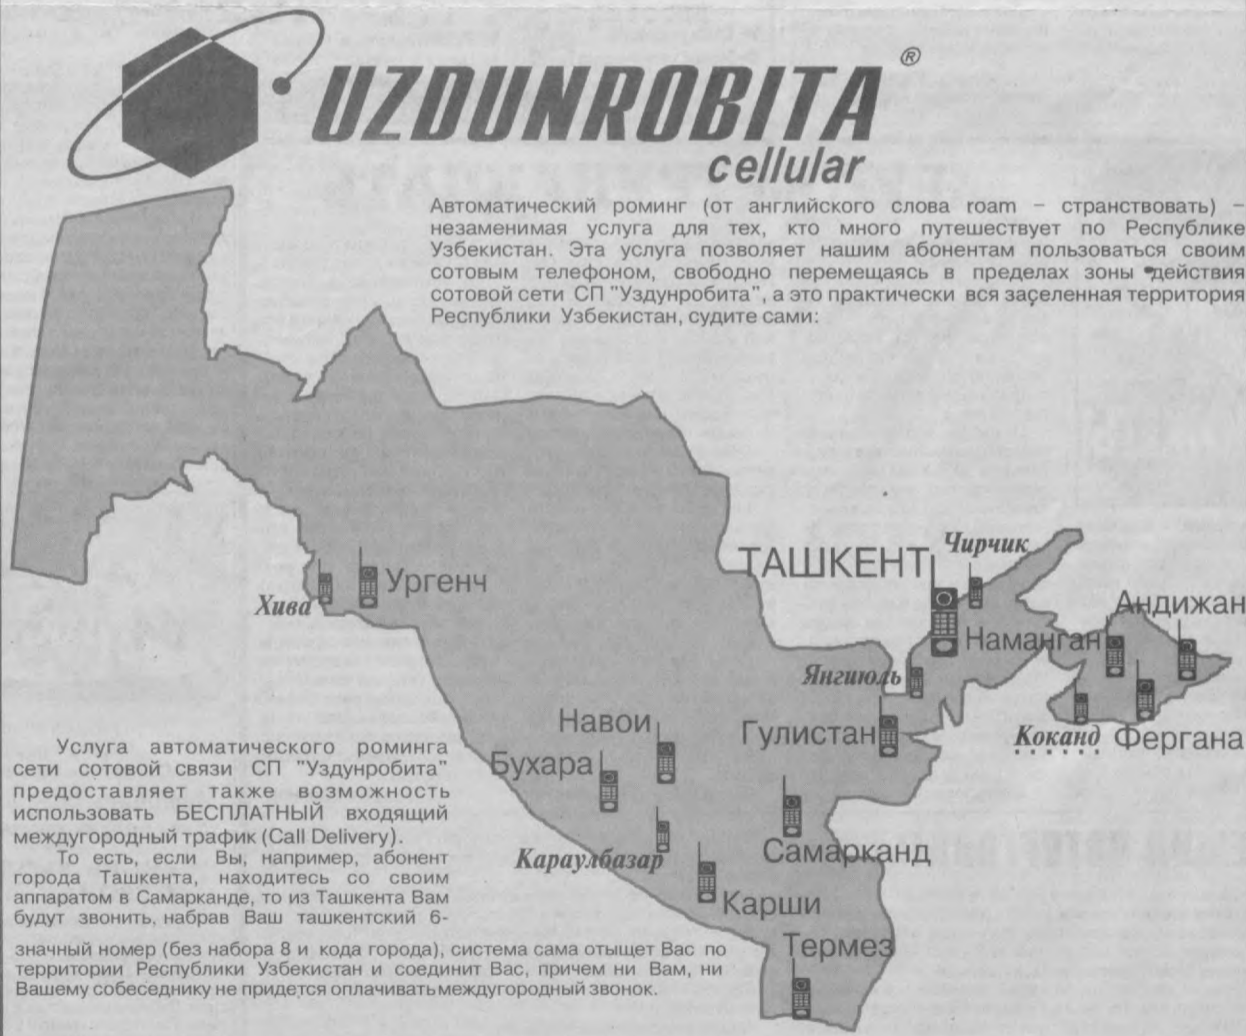 UZDUNROBITA ®
cellular
Автоматический роминг (от английского слова roam – странствовать) –
незаменимая услуга для тех, кто много путешествует по Республике
Узбекистан. Эта услуга позволяет нашим абонентам пользоваться своим
сотовым телефоном, свободно перемещаясь в пределах зоны действия
сотовой сети СП "Уздунробита", а это практически вся заселенная территория
Республики Узбекистан, судите сами:
ТАШКЕНТ
Чирчик
Ургенч
Хива
Андижан
Наманган
Янгиюль
Навои
Гулистан
Коканд
Фергана
Бухара
Караулбазар
Самарканд
Карши
Термез
Услуга автоматического роминга
сети сотовой связи СП "Уздунробита"
предоставляет также возможность
использовать БЕСПЛАТНЫЙ входящий
междугородный трафик (Call Delivery).
То есть, если Вы, например, абонент
города Ташкента, находитесь со своим
аппаратом в Самарканде, то из Ташкента Вам
будут звонить, набрав Ваш ташкентский 6-
значный номер (без набора 8 и кода города), система сама отыщет Вас по
территории Республики Узбекистан и соединит Вас, причем ни Вам, ни
Вашему собеседнику не придется оплачивать междугородный звонок.